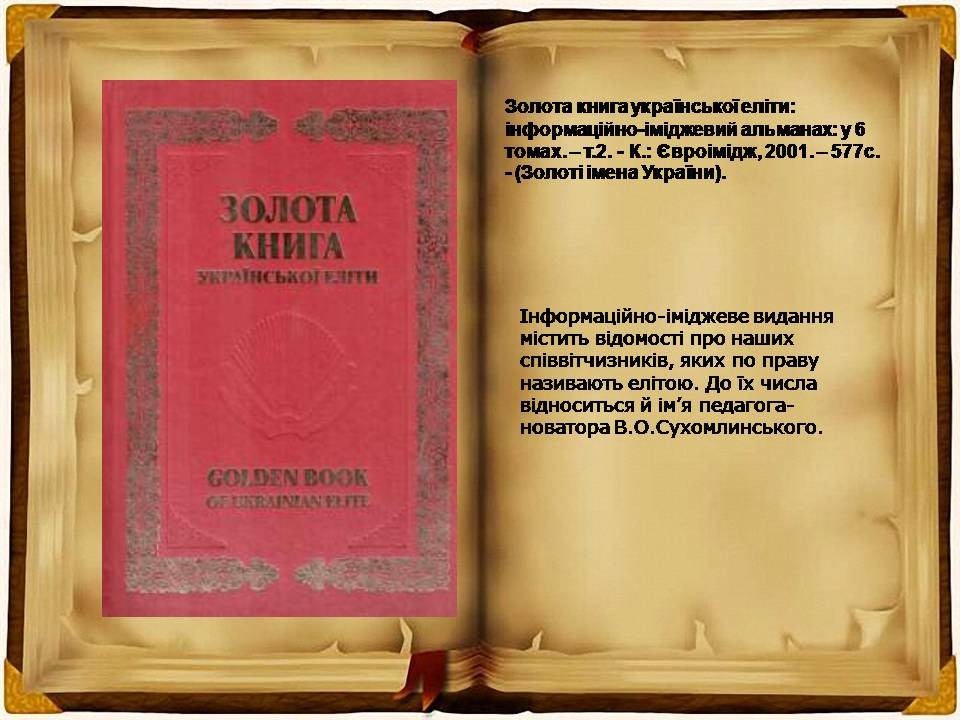 ЗОЛОТА
КНИГА
УКРАЇНСЬКОЇ ЕЛІТИ
GOLDEN BOOK
OF UKRAINIAN ELITE
Золота книга української еліти:
інформаційно-іміджевий альманах: у 6
томах. – т.2. - К.: Євроімідж, 2001. – 577с.
- (Золоті імена України).
Інформаційно-іміджеве видання
містить відомості про наших
співвітчизників, яких по праву
називають елітою. До їх числа
відноситься й ім’я педагога-
новатора В.О.Сухомлинського.